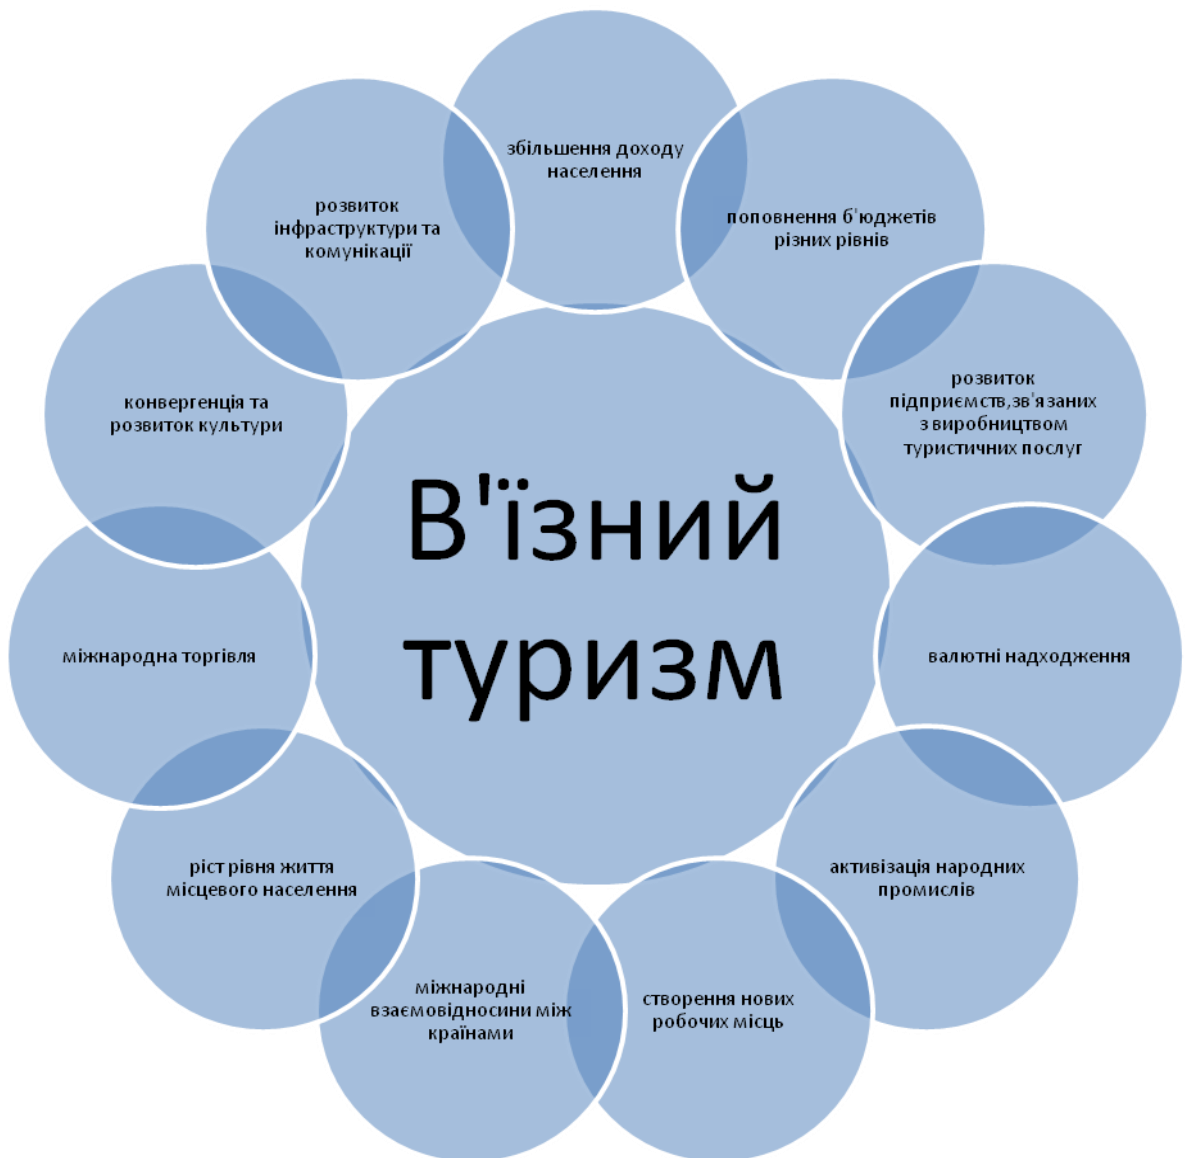 збільшення доходу
населення
поповнення б'юджетів
різних рівнів
розвиток
підприємств,зв'язаних
з виробництвом
туристичних послуг
валютні надходження
активізація народних
промислів
створення нових
робочих місць
міжнародні
взаємовідносини між
країнами
ріст рівня життя
місцевого населення
міжнародна торгівля
конвергенція та
розвиток культури
розвиток
інфраструктури та
комунікації
В'їзний
туризм